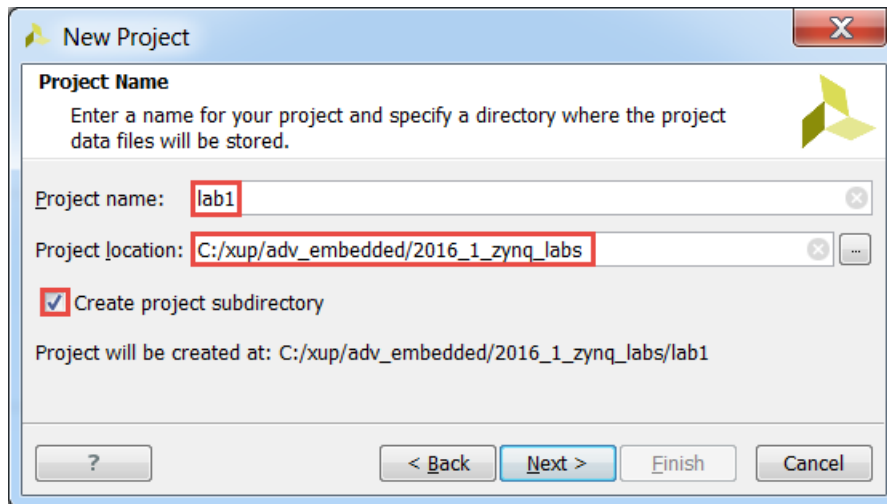 New Project
Project Name
Enter a name for your project and specify a directory where the project
data files will be stored.
Project name: lab1
Project location: C:/xup/adv_embedded/2016_1_zynq_labs ...
Create project subdirectory
Project will be created at: C:/xup/adv_embedded/2016_1_zynq_labs/lab1
? < Back Next > Finish Cancel